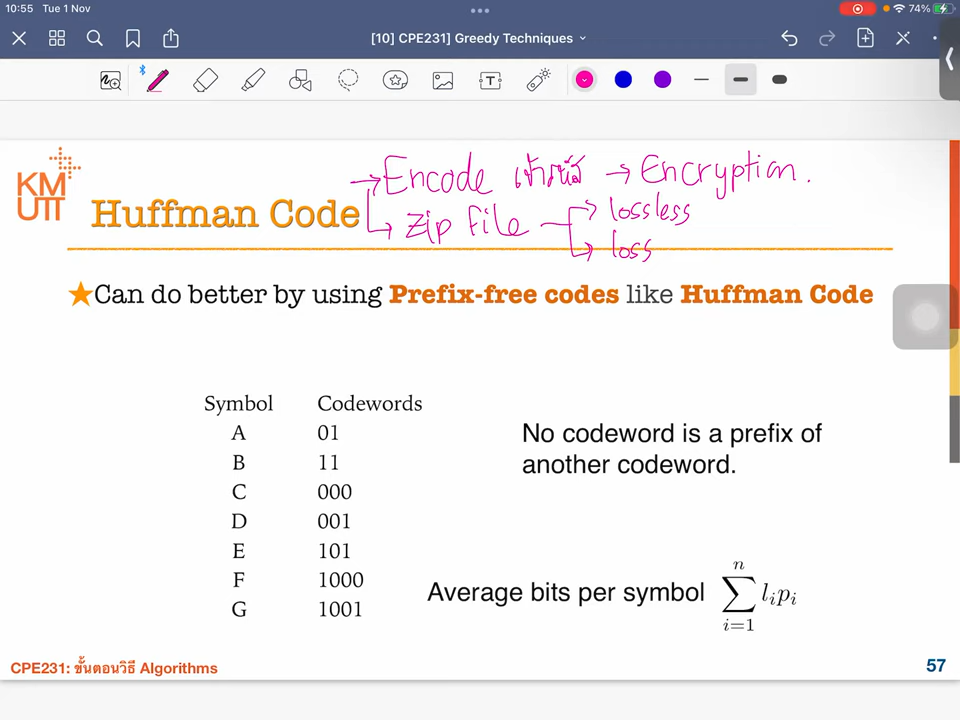 10:55 Tue 1 Nov
74%
[10] CPE231] Greedy Techniques
KM
UTT
Huffman Code
→ Encode เข้ารหัส → Encryption.
↳ Zip File → lossless
↳ loss
★Can do better by using Prefix-free codes like Huffman Code
Symbol Codewords
A 01
B 11
C 000
D 001
E 101
F 1000
G 1001
No codeword is a prefix of
another codeword.
Average bits per symbol \sum_{i=1}^{n} l_i p_i
CPE231: ขั้นตอนวิธี Algorithms
57